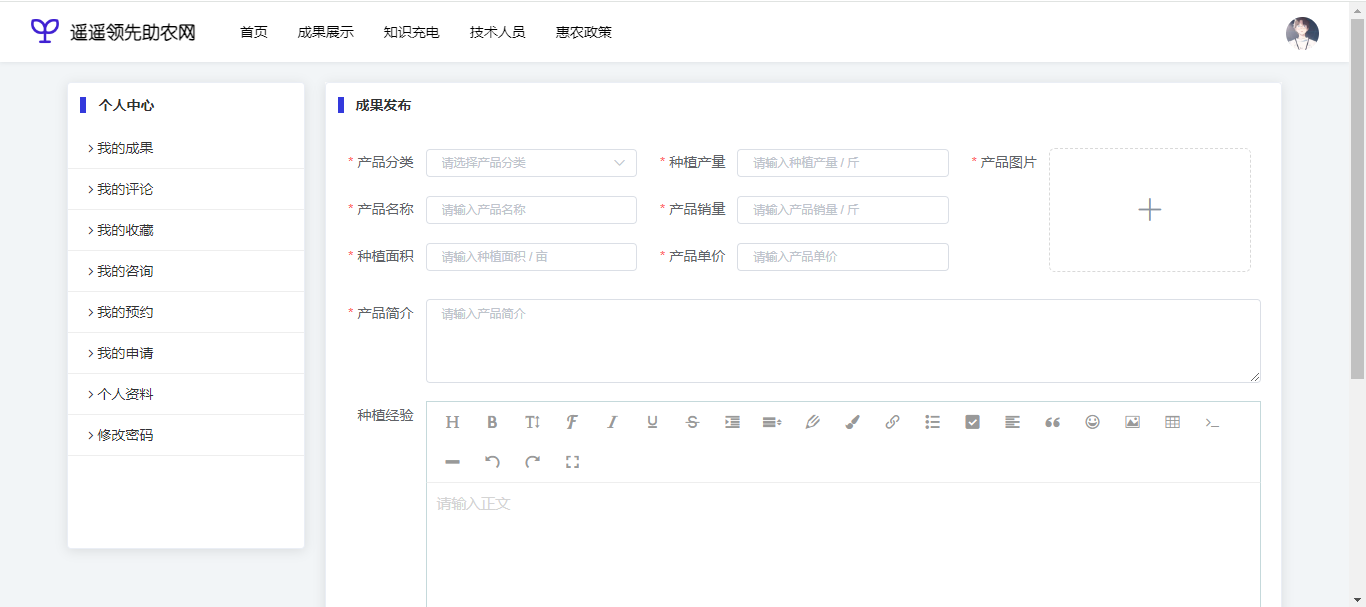 遥遥领先助农网 首页 成果展示 知识充电 技术人员 惠农政策
个人中心
> 我的成果
> 我的评论
> 我的收藏
> 我的咨询
> 我的预约
> 我的申请
> 个人资料
> 修改密码
成果发布
* 产品分类 请选择产品分类 * 种植产量 请输入种植产量 / 斤 * 产品图片
* 产品名称 请输入产品名称 * 产品销量 请输入产品销量 / 斤
* 种植面积 请输入种植面积 / 亩 * 产品单价 请输入产品单价
* 产品简介 请输入产品简介
种植经验
请输入正文